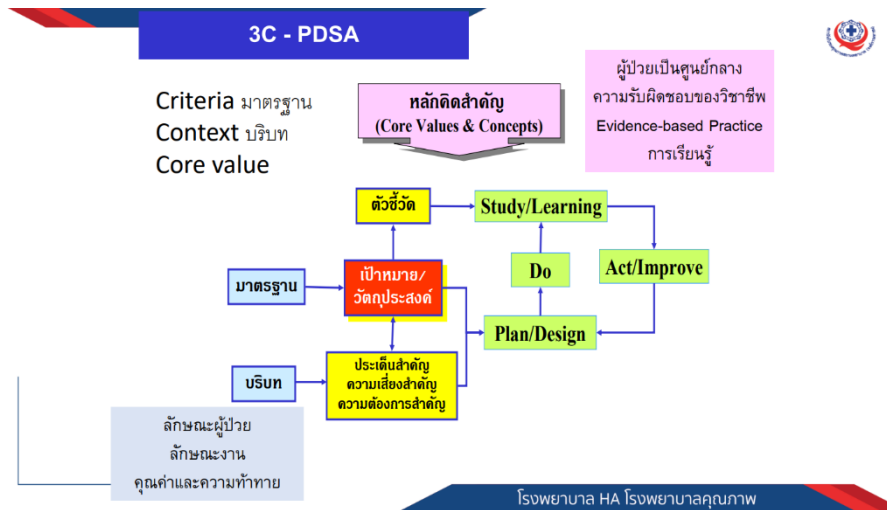 3C - PDSA
Criteria มาตรฐาน
Context บริบท
Core value
หลักคิดสำคัญ
(Core Values & Concepts)
ผู้ป่วยเป็นศูนย์กลาง
ความรับผิดชอบของวิชาชีพ
Evidence-based Practice
การเรียนรู้
ตัวชี้วัด
Study/Learning
มาตรฐาน
เป้าหมาย/
วัตถุประสงค์
Do
Act/Improve
Plan/Design
บริบท
ประเด็นสำคัญ
ความเสี่ยงสำคัญ
ความต้องการสำคัญ
ลักษณะผู้ป่วย
ลักษณะงาน
คุณค่าและความท้าทาย
โรงพยาบาล HA โรงพยาบาลคุณภาพ